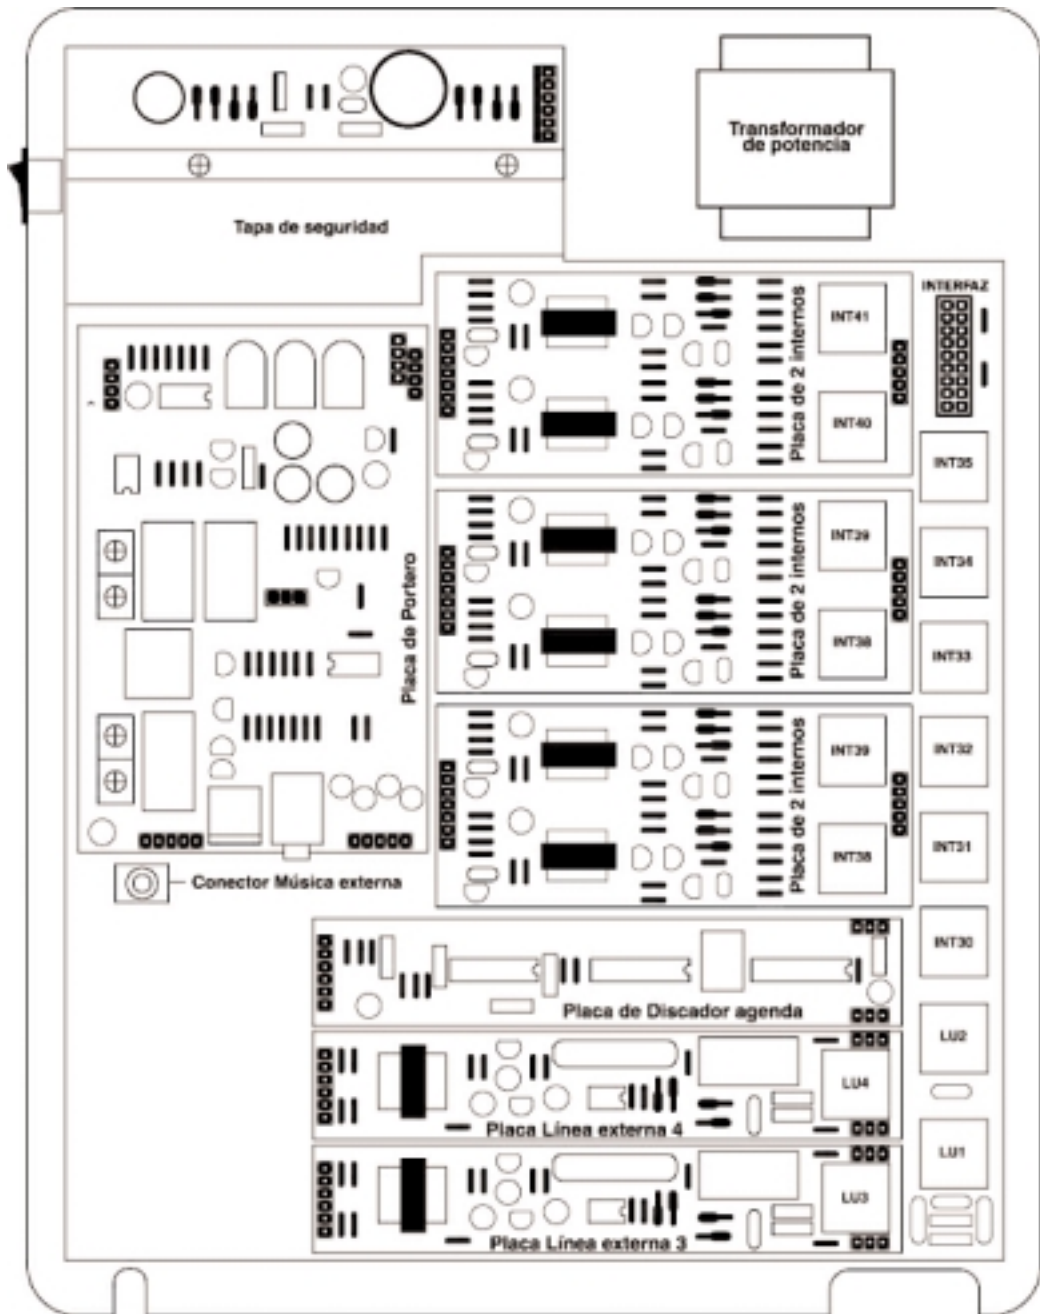 Transformador
de potencia
Tapa de seguridad
INTERFAZ
INT41
INT40
Placa de 2 internos
INT35
INT39
INT38
Placa de 2 internos
INT34
INT33
Placa de Portero
INT39
INT38
Placa de 2 internos
INT32
INT31
Conector Música externa
INT30
Placa de Discador agenda
LU2
LU4
Placa Línea externa 4
LU1
LU3
Placa Línea externa 3